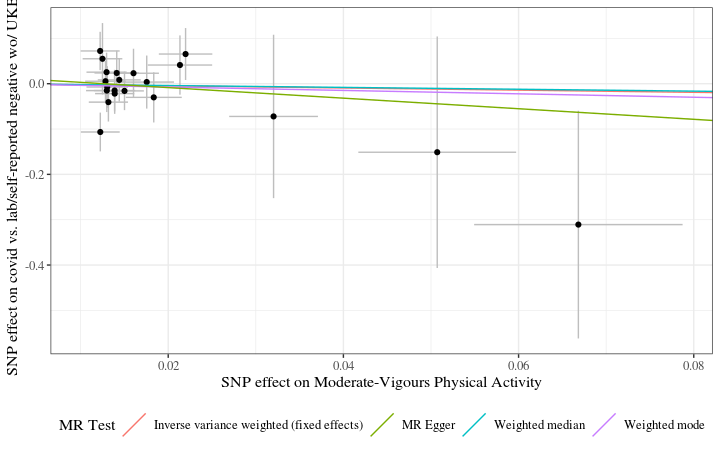 SNP effect on covid vs. lab/self-reported negative wo/ UKE
0.0
-0.2
-0.4
0.02
0.04
0.06
0.08
SNP effect on Moderate-Vigours Physical Activity
MR Test
Inverse variance weighted (fixed effects)
MR Egger
Weighted median
Weighted mode